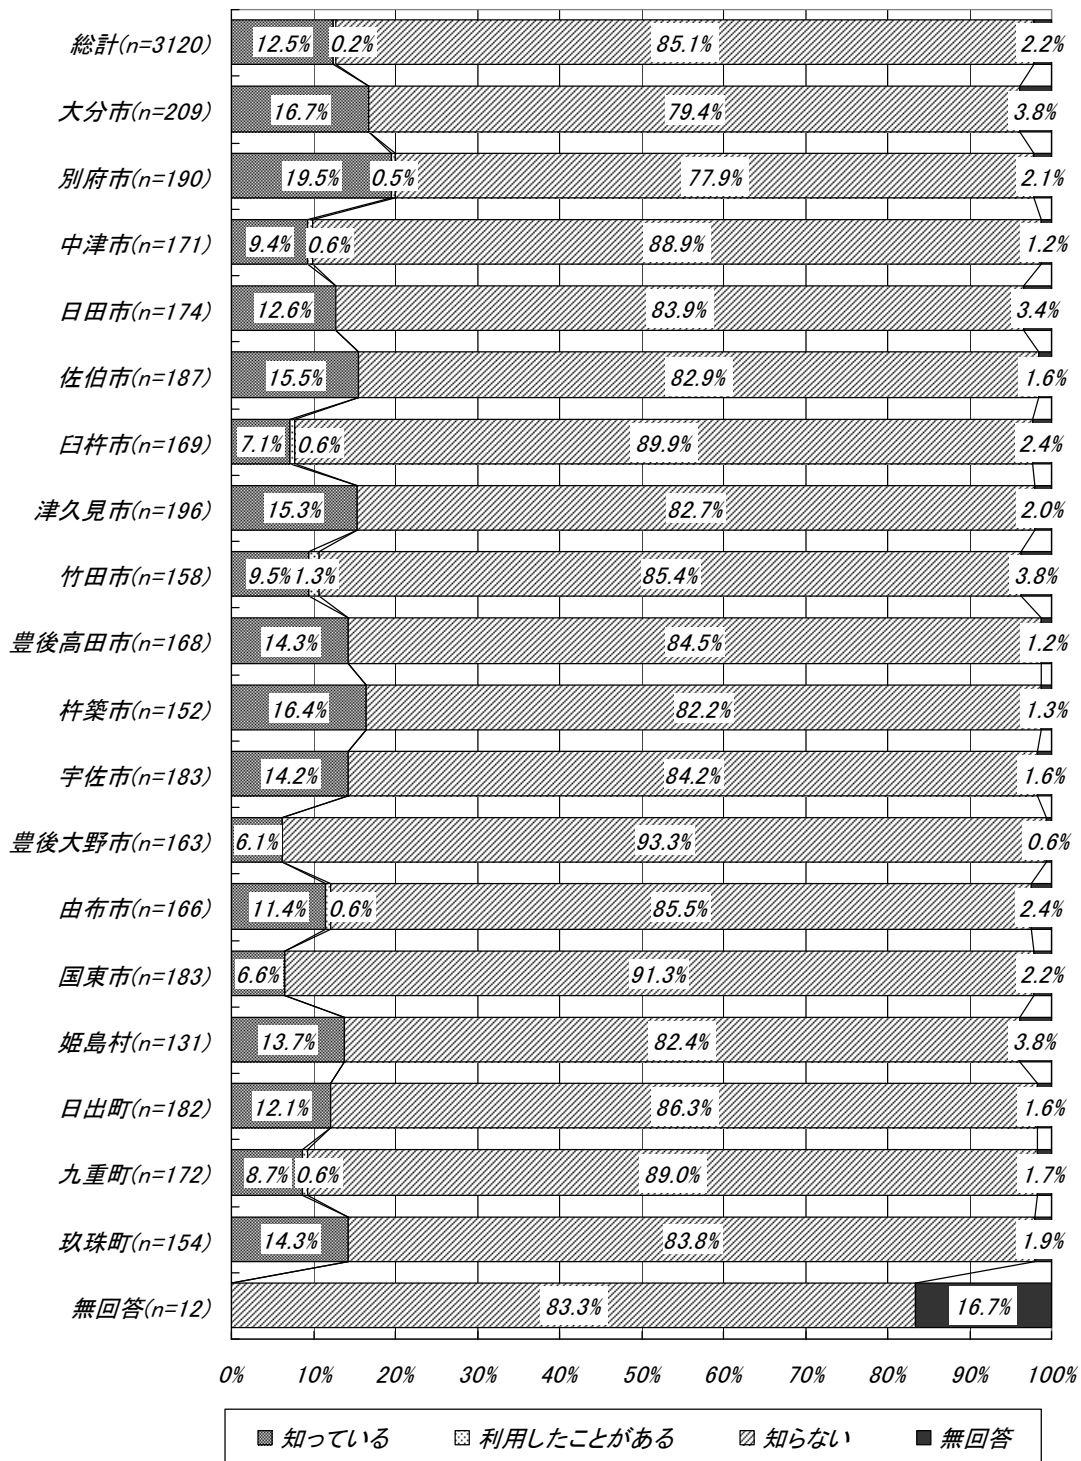 総計(n=3120) 12.5% 0.2% 85.1% 2.2%
大分市(n=209) 16.7% 79.4% 3.8%
別府市(n=190) 19.5% 0.5% 77.9% 2.1%
中津市(n=171) 9.4% 0.6% 88.9% 1.2%
日田市(n=174) 12.6% 83.9% 3.4%
佐伯市(n=187) 15.5% 82.9% 1.6%
臼杵市(n=169) 7.1% 0.6% 89.9% 2.4%
津久見市(n=196) 15.3% 82.7% 2.0%
竹田市(n=158) 9.5% 1.3% 85.4% 3.8%
豊後高田市(n=168) 14.3% 84.5% 1.2%
杵築市(n=152) 16.4% 82.2% 1.3%
宇佐市(n=183) 14.2% 84.2% 1.6%
豊後大野市(n=163) 6.1% 93.3% 0.6%
由布市(n=166) 11.4% 0.6% 85.5% 2.4%
国東市(n=183) 6.6% 91.3% 2.2%
姫島村(n=131) 13.7% 82.4% 3.8%
日出町(n=182) 12.1% 86.3% 1.6%
九重町(n=172) 8.7% 0.6% 89.0% 1.7%
玖珠町(n=154) 14.3% 83.8% 1.9%
無回答(n=12) 83.3% 16.7%
0% 10% 20% 30% 40% 50% 60% 70% 80% 90% 100%
知っている 利用したことがある 知らない 無回答